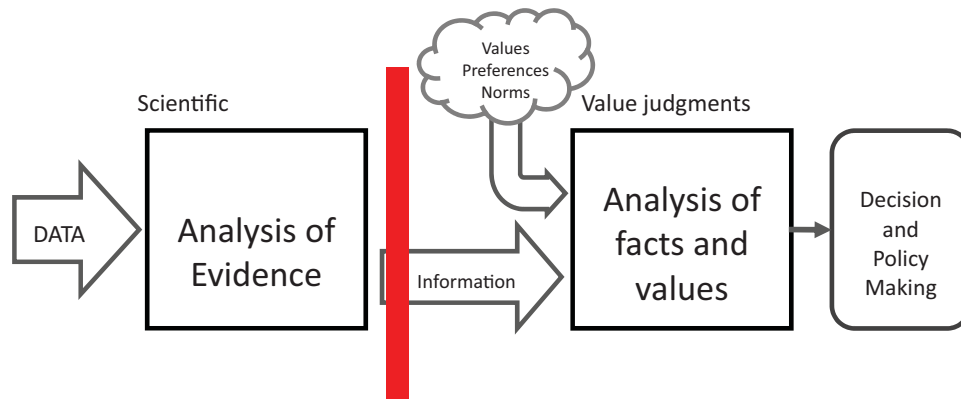 Values
Preferences
Norms
Scientific
Value judgments
DATA
Analysis of
Evidence
Information
Analysis of
facts and
values
Decision
and
Policy
Making